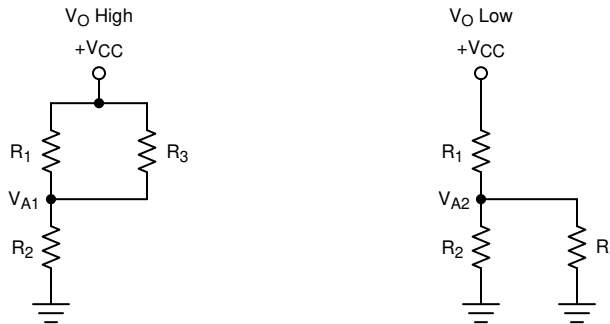 V_O High
+V_CC
R_1
R_3
V_A1
R_2
V_O Low
+V_CC
R_1
V_A2
R_2
R